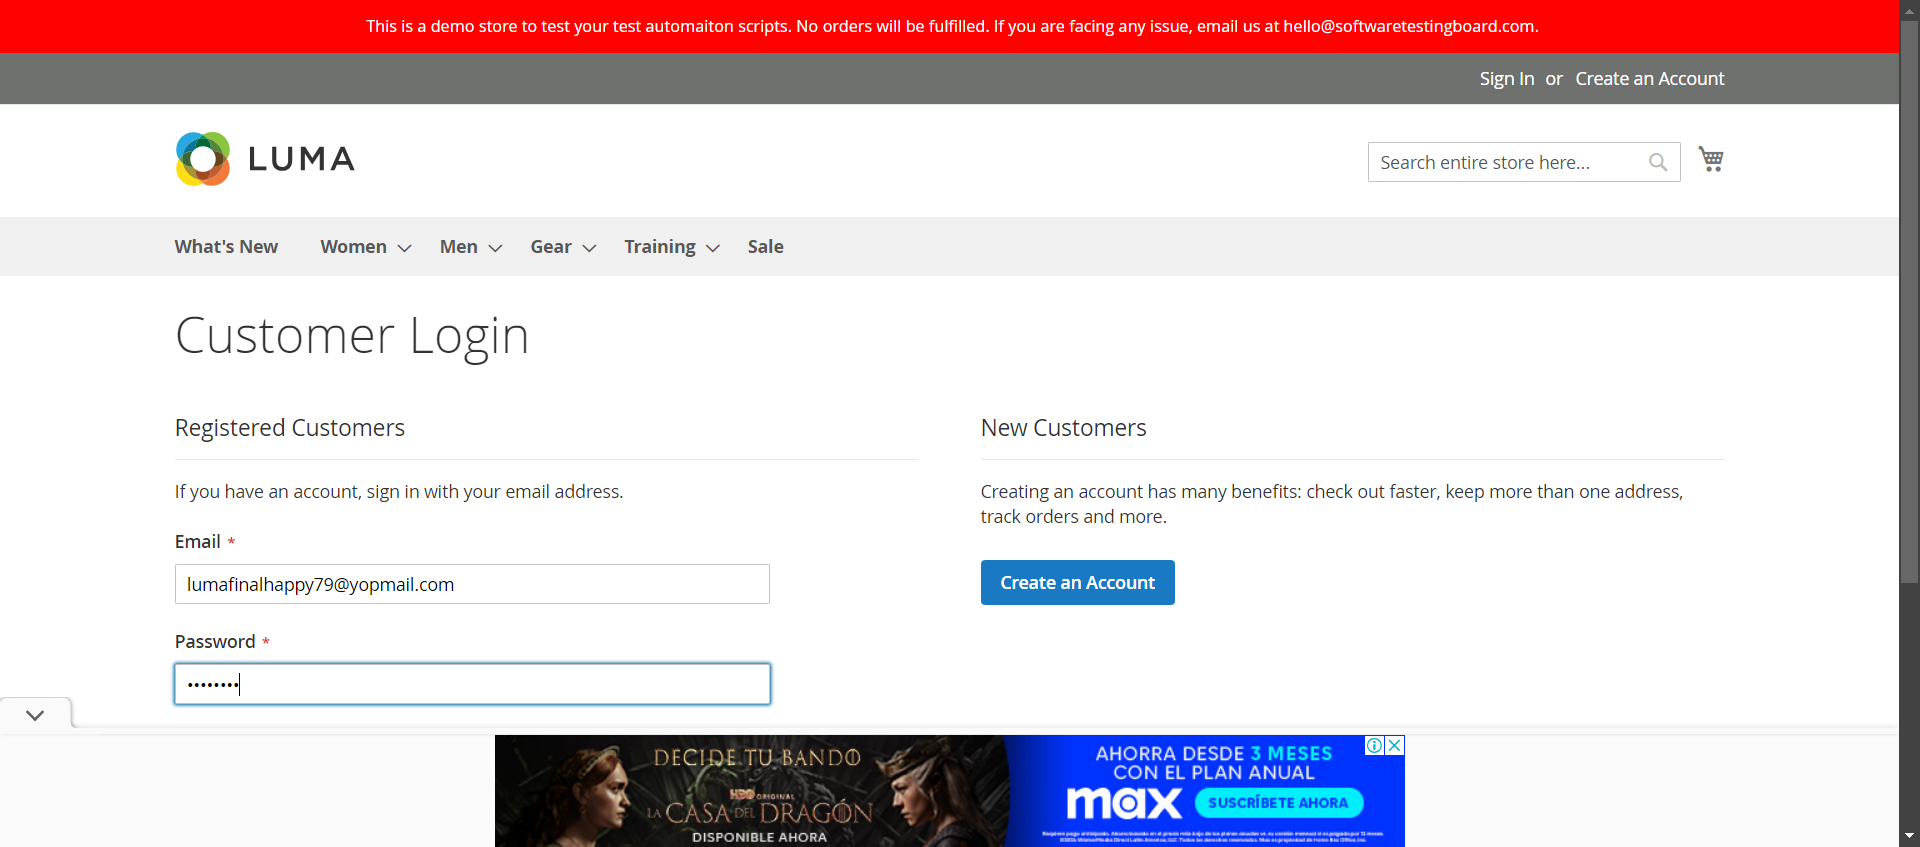 This is a demo store to test your test automaiton scripts. No orders will be fulfilled. If you are facing any issue, email us at hello@softwaretestingboard.com.
Sign In or Create an Account
LUMA
Search entire store here...
What's New Women Men Gear Training Sale
Customer Login
Registered Customers
If you have an account, sign in with your email address.
Email *
lumafinalhappy79@yopmail.com
Password *
••••••••
New Customers
Creating an account has many benefits: check out faster, keep more than one address,
track orders and more.
Create an Account
DECIDE TU BANDO
HBO ORIGINAL
LA CASA DEL DRAGÓN
DISPONIBLE AHORA
AHORRA DESDE 3 MESES
CON EL PLAN ANUAL
max SUSCRÍBETE AHORA